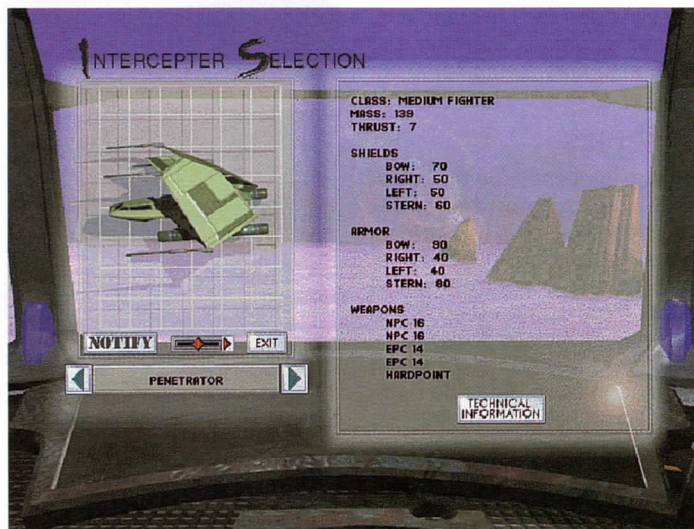 INTERCEPTER SELECTION
CLASS: MEDIUM FIGHTER
MASS: 139
THRUST: 7
SHIELDS
BOW: 70
RIGHT: 50
LEFT: 50
STERN: 60
ARMOR
BOW: 90
RIGHT: 40
LEFT: 40
STERN: 80
WEAPONS
NPC 16
NPC 16
EPC 14
EPC 14
HARDPOINT
NOTIFY
EXIT
PENETRATOR
TECHNICAL
INFORMATION